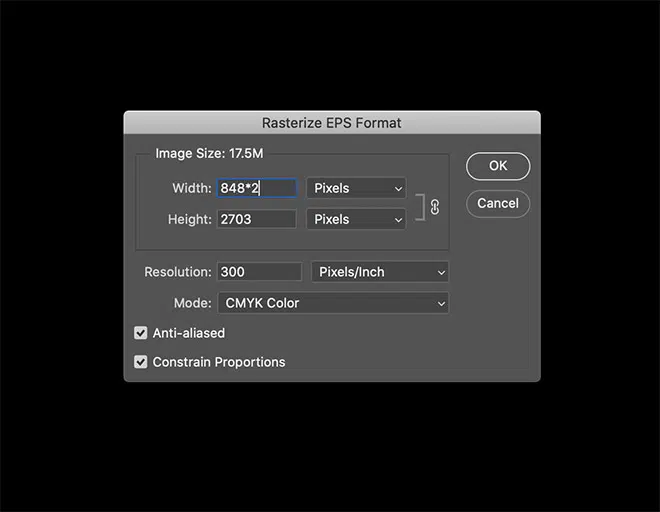 Rasterize EPS Format
Image Size: 17.5M
OK
Width: 848*2 Pixels
Cancel
Height: 2703 Pixels
Resolution: 300 Pixels/Inch
Mode: CMYK Color
Anti-aliased
Constrain Proportions